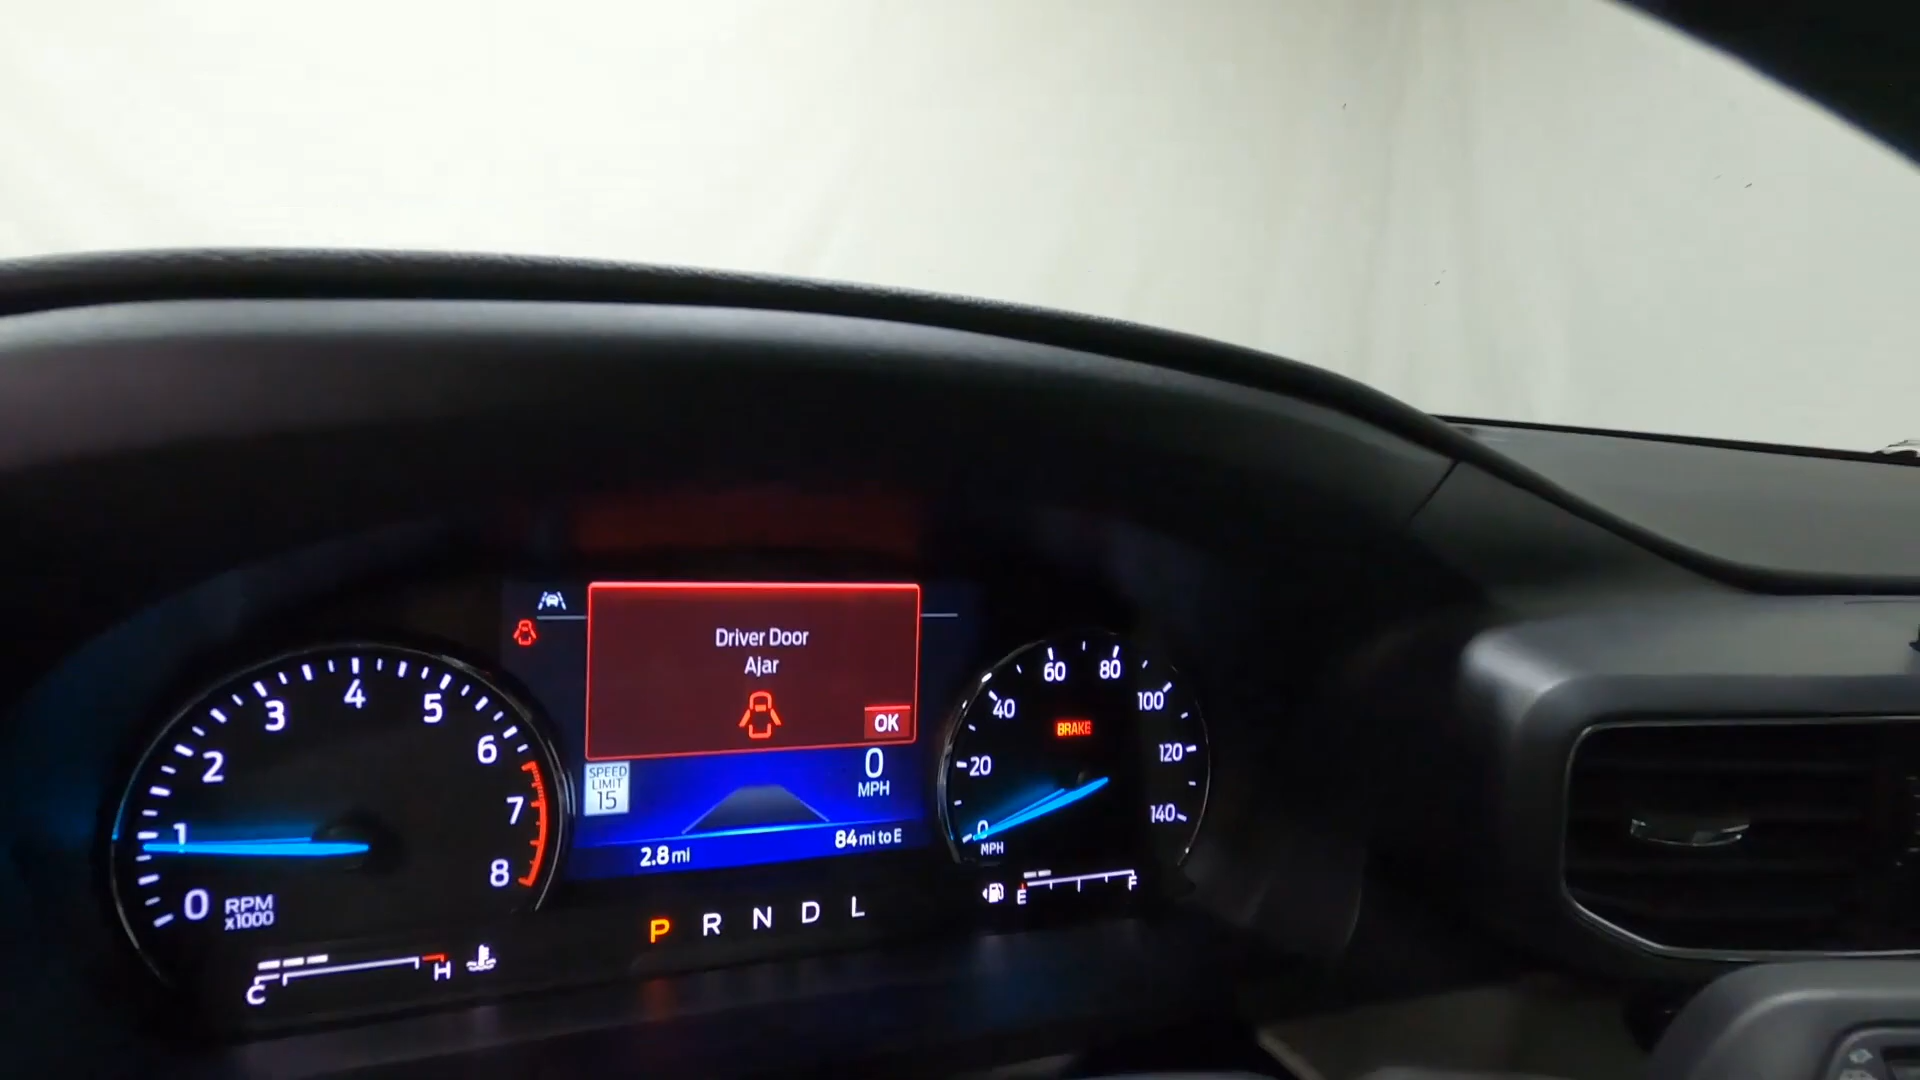 Driver Door
Ajar
OK
SPEED
LIMIT
15
0
MPH
2.8 mi
84 mi to E
P R N D L
0
1
2
3
4
5
6
7
8
RPM
x1000
C
H
0
20
40
60
80
100
120
140
MPH
BRAKE
E
F